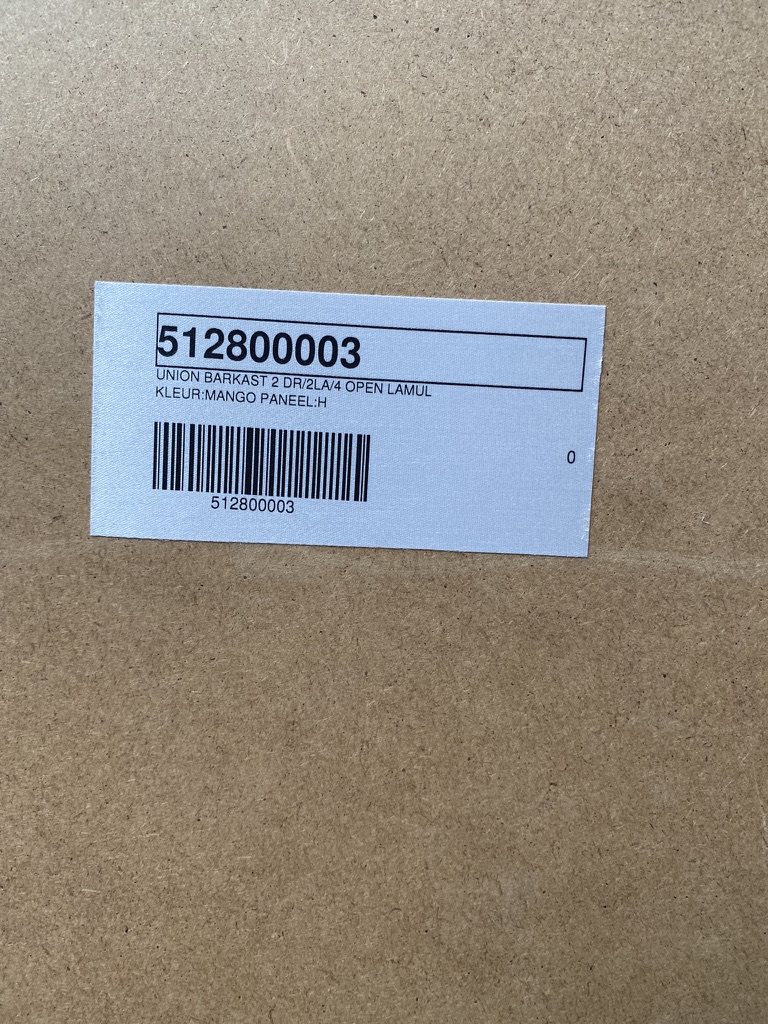 512800003
UNION BARKAST 2 DR/2LA/4 OPEN LAMUL
KLEUR:MANGO PANEEL:H
0
512800003